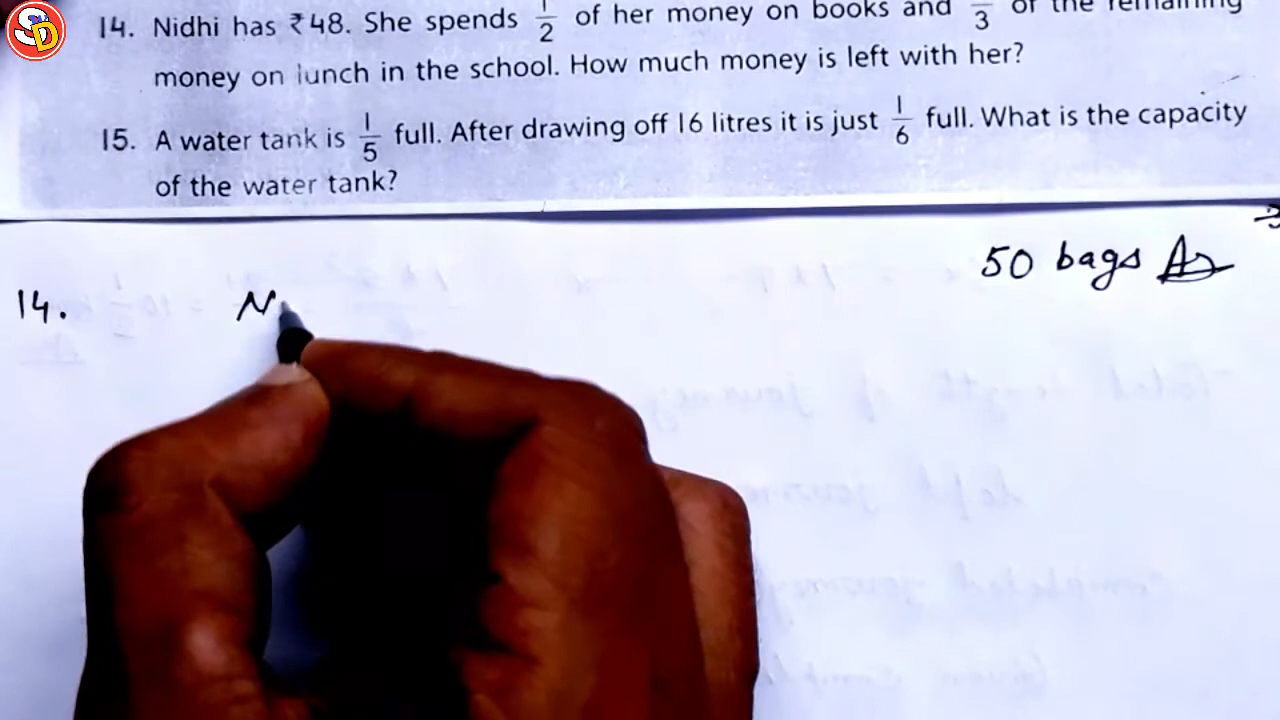 SD
14. Nidhi has ₹48. She spends 1/2 of her money on books and /3 of the remaining
money on lunch in the school. How much money is left with her?
15. A water tank is 1/5 full. After drawing off 16 litres it is just 1/6 full. What is the capacity
of the water tank?
50 bags
14. N